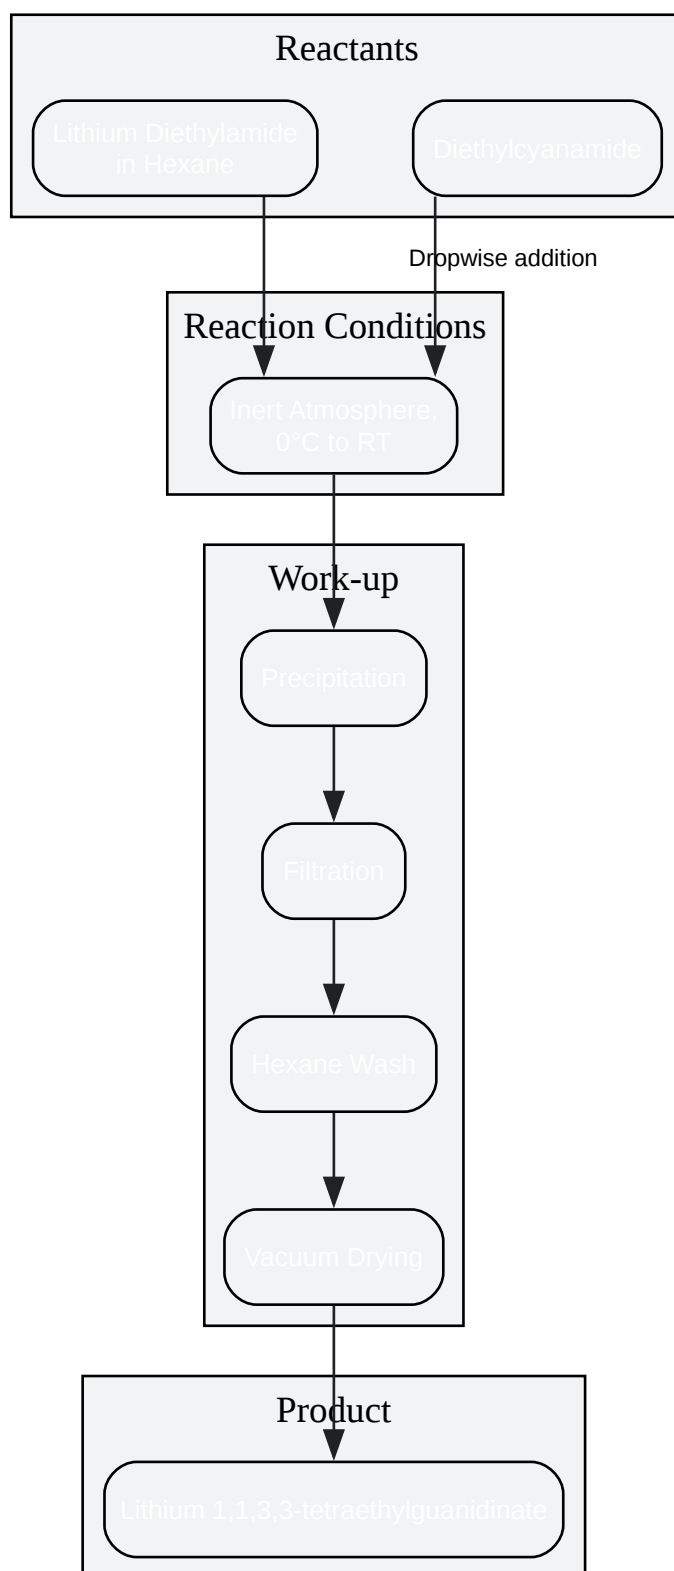 Reactants
Lithium Diethylamide
in Hexane
Diethylcyanamide
Dropwise addition
Reaction Conditions
Inert Atmosphere,
0°C to RT
Work-up
Precipitation
Filtration
Hexane Wash
Vacuum Drying
Product
Lithium 1,1,3,3-tetraethylguanidinate